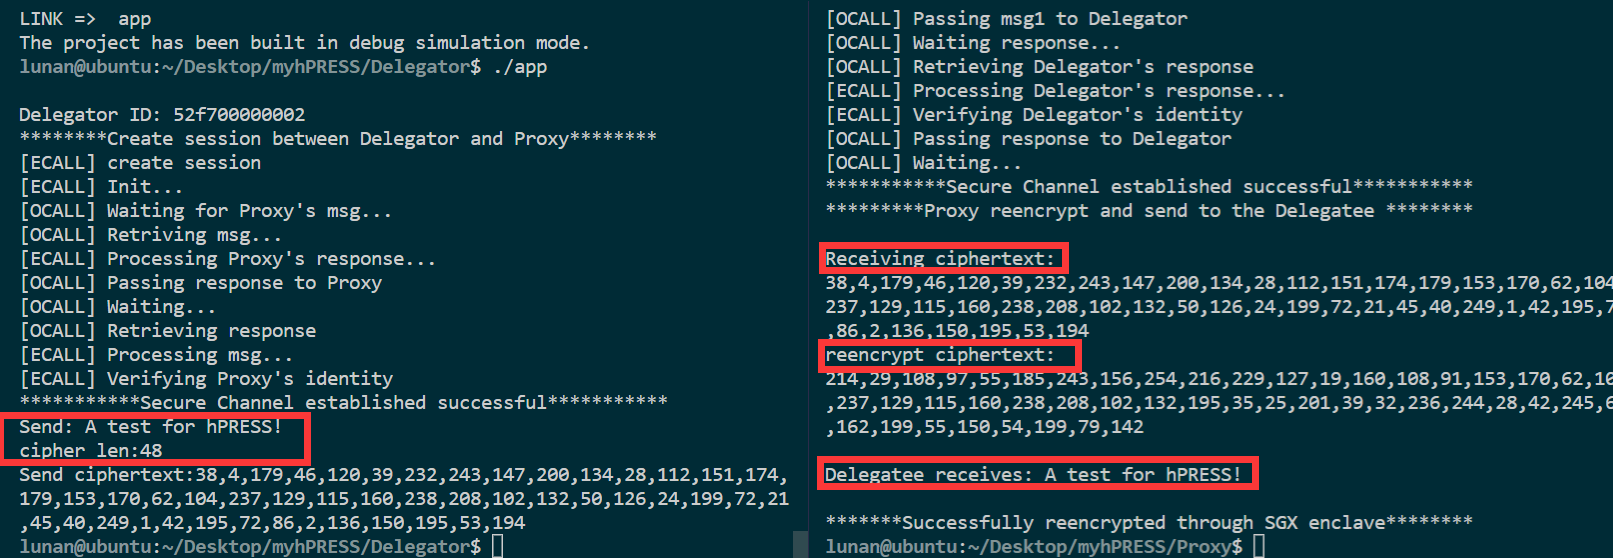 LINK =>  app
The project has been built in debug simulation mode.
lunan@ubuntu:~/Desktop/myhPRESS/Delegator$ ./app
Delegator ID: 52f700000002
********Create session between Delegator and Proxy********
[ECALL] create session
[ECALL] Init...
[OCALL] Waiting for Proxy's msg...
[OCALL] Retriving msg...
[ECALL] Processing Proxy's response...
[OCALL] Passing response to Proxy
[OCALL] Waiting...
[OCALL] Retrieving response
[ECALL] Processing msg...
[ECALL] Verifying Proxy's identity
***********Secure Channel established successful***********
Send: A test for hPRESS!
cipher len:48
Send ciphertext:38,4,179,46,120,39,232,243,147,200,134,28,112,151,174,
179,153,170,62,104,237,129,115,160,238,208,102,132,50,126,24,199,72,21
,45,40,249,1,42,195,72,86,2,136,150,195,53,194
lunan@ubuntu:~/Desktop/myhPRESS/Delegator$
[OCALL] Passing msg1 to Delegator
[OCALL] Waiting response...
[OCALL] Retrieving Delegator's response
[ECALL] Processing Delegator's response...
[ECALL] Verifying Delegator's identity
[OCALL] Passing response to Delegator
[OCALL] Waiting...
***********Secure Channel established successful***********
*********Proxy reencrypt and send to the Delegatee ********
Receiving ciphertext:
38,4,179,46,120,39,232,243,147,200,134,28,112,151,174,179,153,170,62,104
237,129,115,160,238,208,102,132,50,126,24,199,72,21,45,40,249,1,42,195,7
,86,2,136,150,195,53,194
reencrypt ciphertext:
214,29,108,97,55,185,243,156,254,216,229,127,19,160,108,91,153,170,62,10
,237,129,115,160,238,208,102,132,195,35,25,201,39,32,236,244,28,42,245,6
,162,199,55,150,54,199,79,142
Delegatee receives: A test for hPRESS!
*******Successfully reencrypted through SGX enclave********
lunan@ubuntu:~/Desktop/myhPRESS/Proxy$